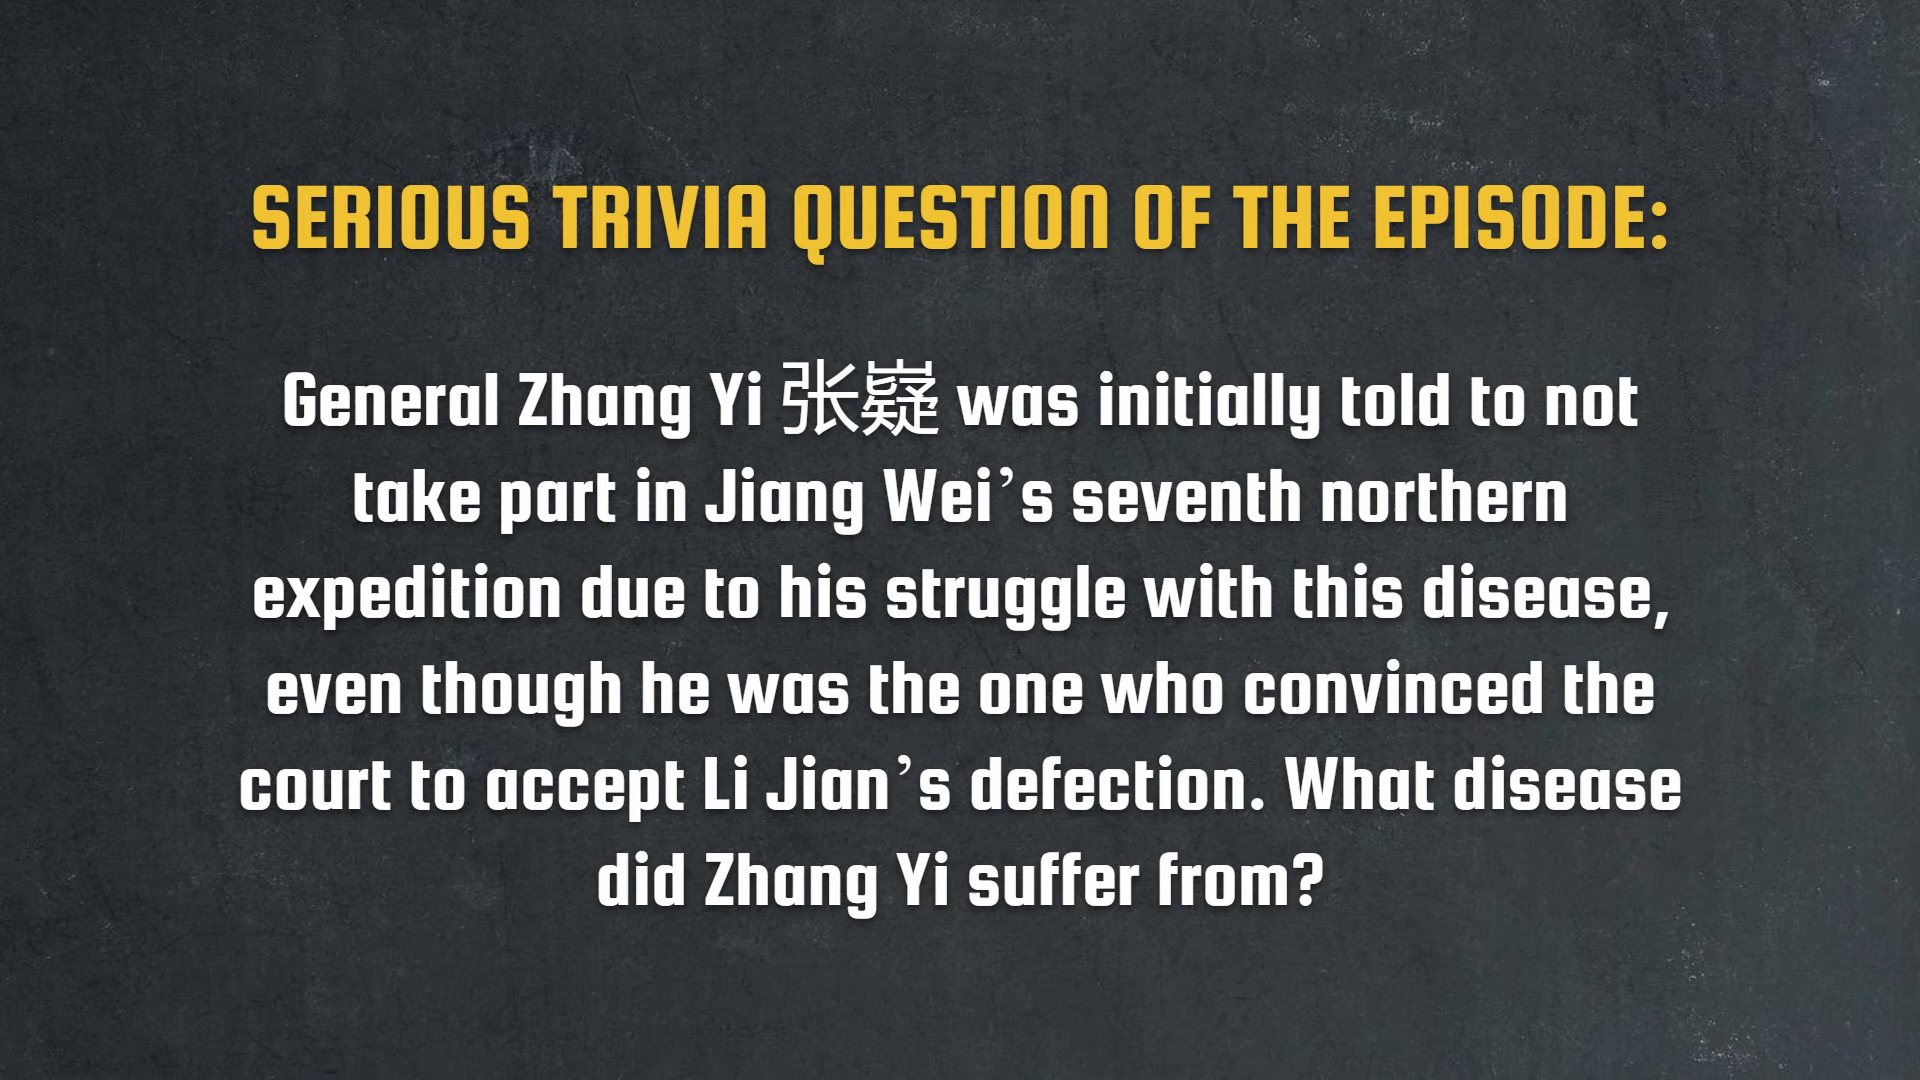 SERIOUS TRIVIA QUESTION OF THE EPISODE:
General Zhang Yi 张嶷 was initially told to not
take part in Jiang Wei’s seventh northern
expedition due to his struggle with this disease,
even though he was the one who convinced the
court to accept Li Jian’s defection. What disease
did Zhang Yi suffer from?